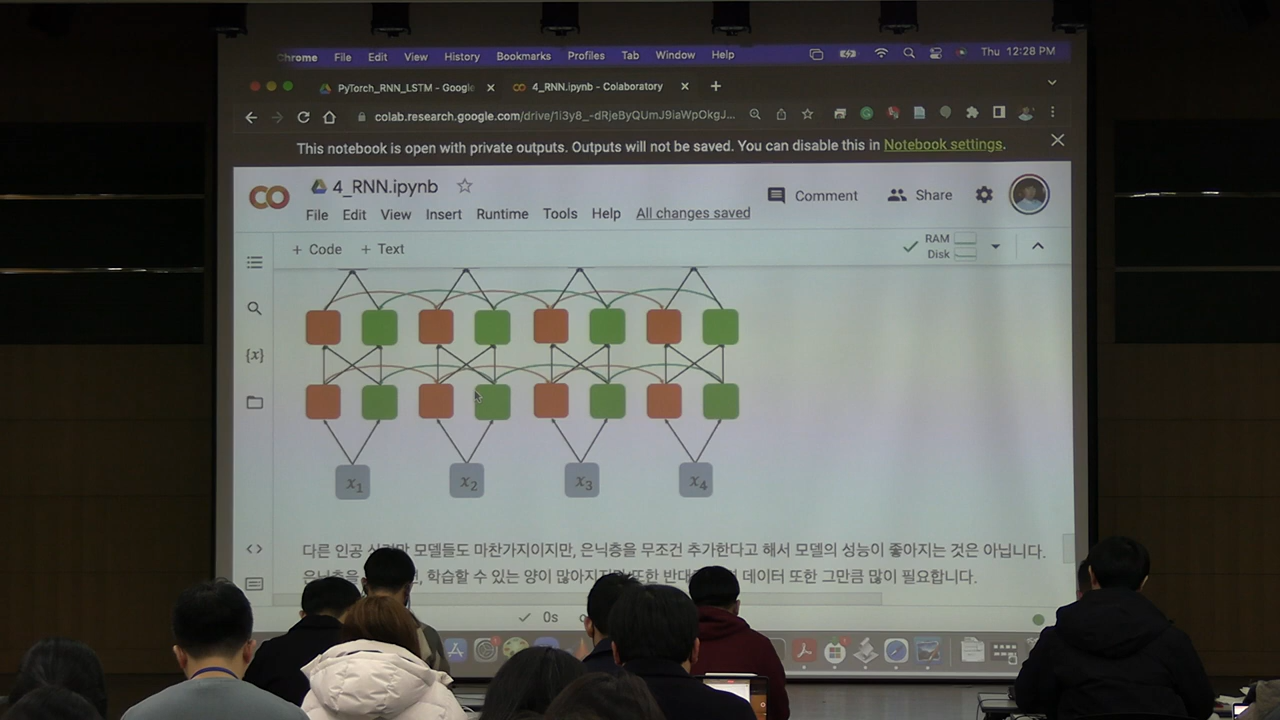 Chrome File Edit View History Bookmarks Profiles Tab Window Help Thu 12:28 PM
PyTorch_RNN_LSTM - Google 4_RNN.ipynb - Colaboratory
colab.research.google.com/drive/1i3y8_-dRjeByQUmJ9iaWpOkgJ...
This notebook is open with private outputs. Outputs will not be saved. You can disable this in Notebook settings.
4_RNN.ipynb
Comment Share
File Edit View Insert Runtime Tools Help All changes saved
+ Code + Text
RAM
Disk
{x}
x1 x2 x3 x4
다른 인공 모델들도 마찬가지이지만, 은닉층을 무조건 추가한다고 해서 모델의 성능이 좋아지는 것은 아닙니다.
은닉층을 학습할 수 있는 양이 많아지지만 또한 반대로 데이터 또한 그만큼 많이 필요합니다.
0s